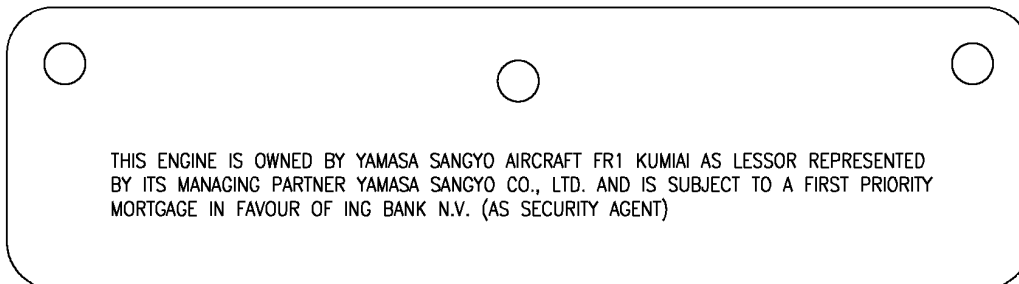 THIS ENGINE IS OWNED BY YAMASA SANGYO AIRCRAFT FR1 KUMIAI AS LESSOR REPRESENTED
BY ITS MANAGING PARTNER YAMASA SANGYO CO., LTD. AND IS SUBJECT TO A FIRST PRIORITY
MORTGAGE IN FAVOUR OF ING BANK N.V. (AS SECURITY AGENT)